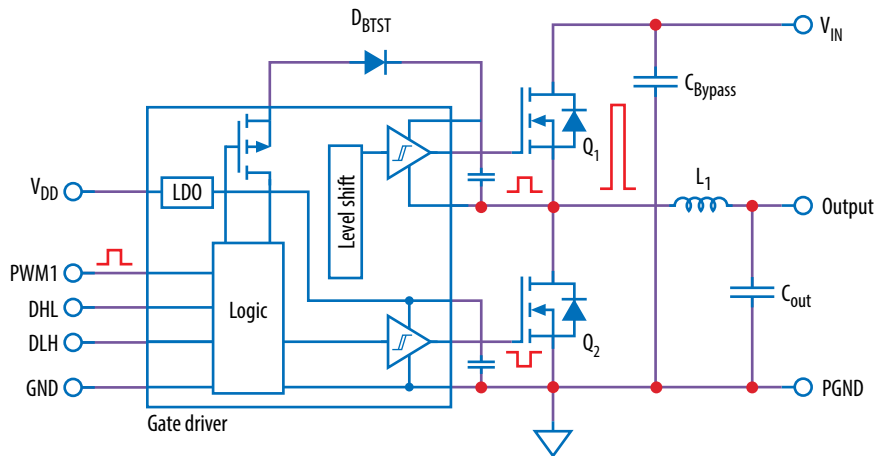 D_BTST
V_IN
C_Bypass
Q_1
V_DD
LDO
Level shift
L_1
Output
PWM1
DHL
Logic
C_out
DLH
Q_2
GND
PGND
Gate driver